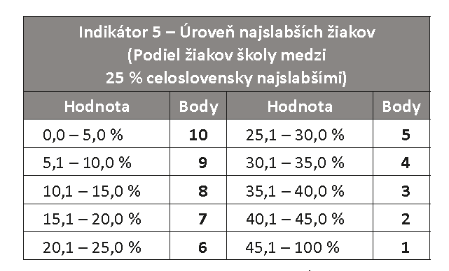 Indikátor 5 – Úroveň najslabších žiakov
(Podiel žiakov školy medzi
25 % celoslovensky najslabšími)
Hodnota Body Hodnota Body
0,0 – 5,0 % 10 25,1 – 30,0 % 5
5,1 – 10,0 % 9 30,1 – 35,0 % 4
10,1 – 15,0 % 8 35,1 – 40,0 % 3
15,1 – 20,0 % 7 40,1 – 45,0 % 2
20,1 – 25,0 % 6 45,1 – 100 % 1